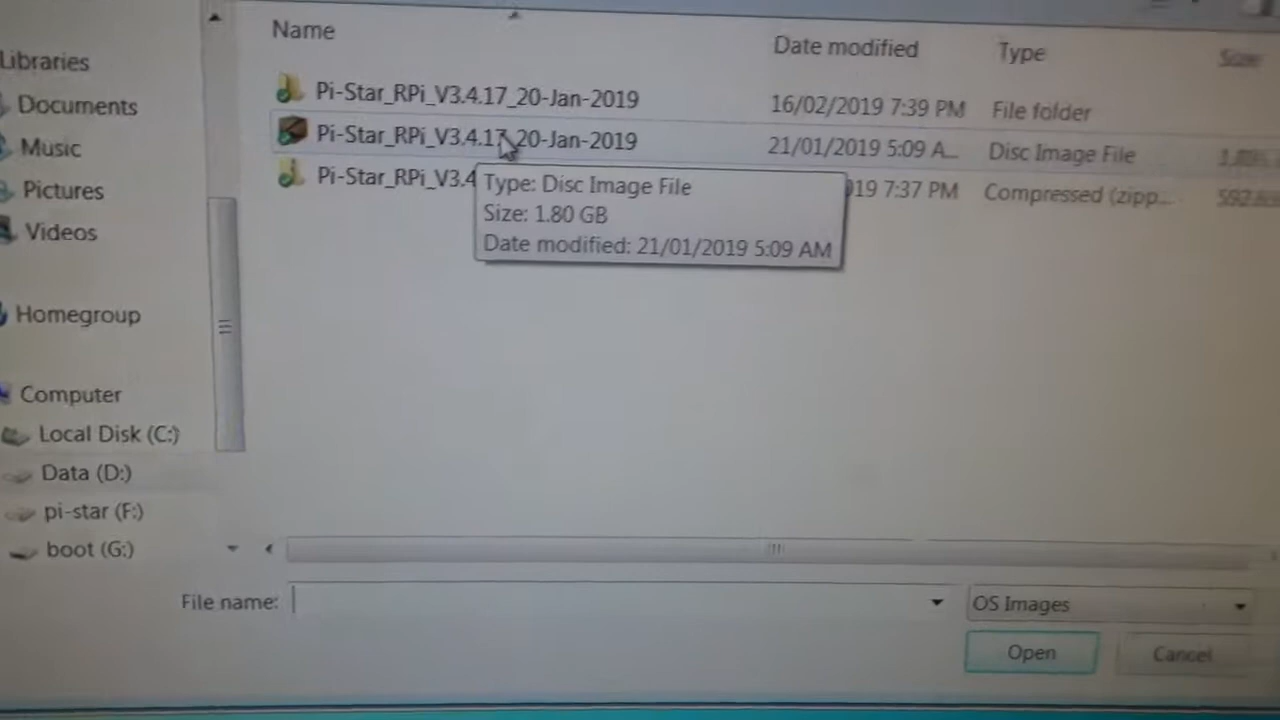 Name
Date modified
Type
Size
Pi-Star_RPi_V3.4.17_20-Jan-2019 16/02/2019 7:39 PM File folder
Pi-Star_RPi_V3.4.17_20-Jan-2019 21/01/2019 5:09 A... Disc Image File
Pi-Star_RPi_V3.4 019 7:37 PM Compressed (zipp...
Type: Disc Image File
Size: 1.80 GB
Date modified: 21/01/2019 5:09 AM
Libraries
Documents
Music
Pictures
Videos
Homegroup
Computer
Local Disk (C:)
Data (D:)
pi-star (F:)
boot (G:)
File name:
OS Images
Open
Cancel